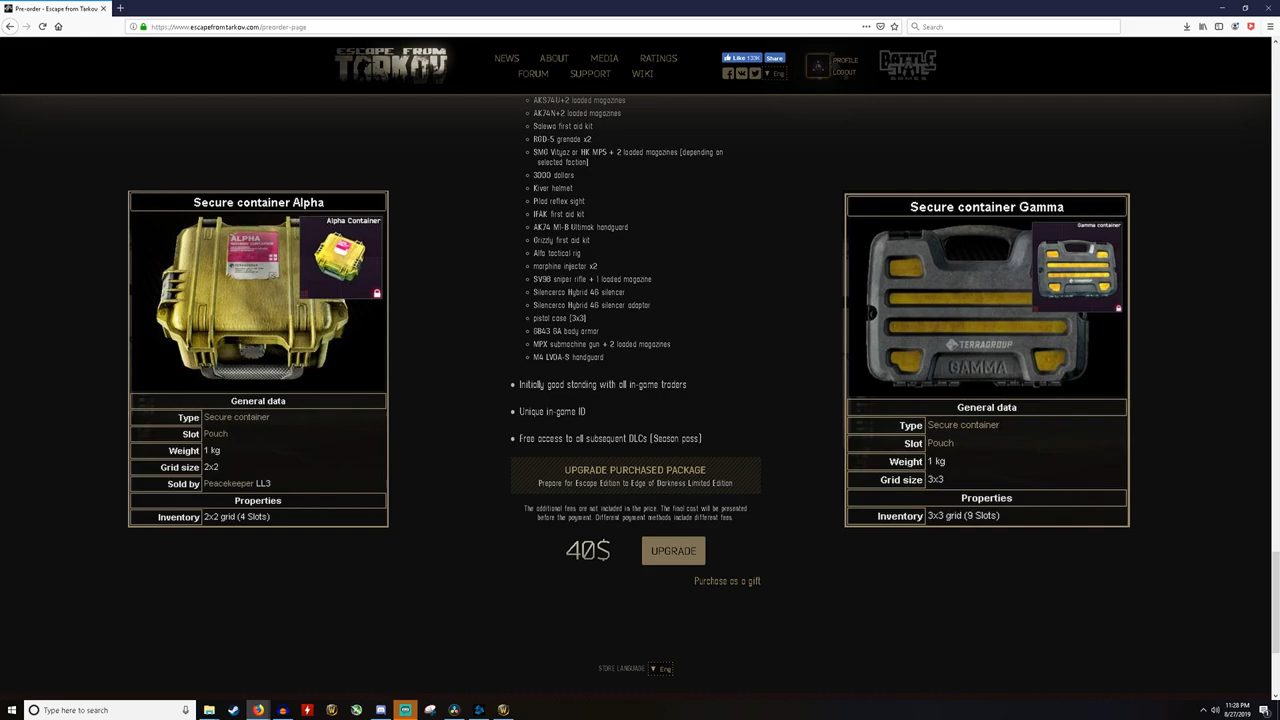 Pre-order - Escape from Tarkov
https://www.escapefromtarkov.com/preorder-page
Search
ESCAPE FROM TARKOV
NEWS ABOUT MEDIA RATINGS
FORUM SUPPORT WIKI
Like 133K Share
Eng
PROFILE
LOGOUT
BATTLE STATE GAMES
AKS74U+2 loaded magazines
AK74N+2 loaded magazines
Salewa first aid kit
RGD-5 grenade x2
SMG Vityaz or HK MP5 + 2 loaded magazines (depending on
selected faction)
3000 dollars
Kiver helmet
Pilad reflex sight
IFAK first aid kit
AK74 M1-B Ultimak handguard
Grizzly first aid kit
Alfa tactical rig
morphine injector x2
SV98 sniper rifle + 1 loaded magazine
Silencerco Hybrid 46 silencer
Silencerco Hybrid 46 silencer adaptor
pistol case (3x3)
6B43 6A body armor
MPX submachine gun + 2 loaded magazines
M4 LVOA-S handguard
Initially good standing with all in-game traders
Unique in-game ID
Free access to all subsequent DLCs (Season pass)
UPGRADE PURCHASED PACKAGE
Prepare for Escape Edition to Edge of Darkness Limited Edition
The additional fees are not included in the price. The final cost will be presented
before the payment. Different payment methods include different fees.
40$ UPGRADE
Purchase as a gift
STORE LANGUAGE Eng
Secure container Alpha
Alpha Container
ALPHA
General data
Type Secure container
Slot Pouch
Weight 1 kg
Grid size 2x2
Sold by Peacekeeper LL3
Properties
Inventory 2x2 grid (4 Slots)
Secure container Gamma
Gamma container
TERRAGROUP
GAMMA
General data
Type Secure container
Slot Pouch
Weight 1 kg
Grid size 3x3
Properties
Inventory 3x3 grid (9 Slots)
Type here to search
11:28 PM
8/27/2019